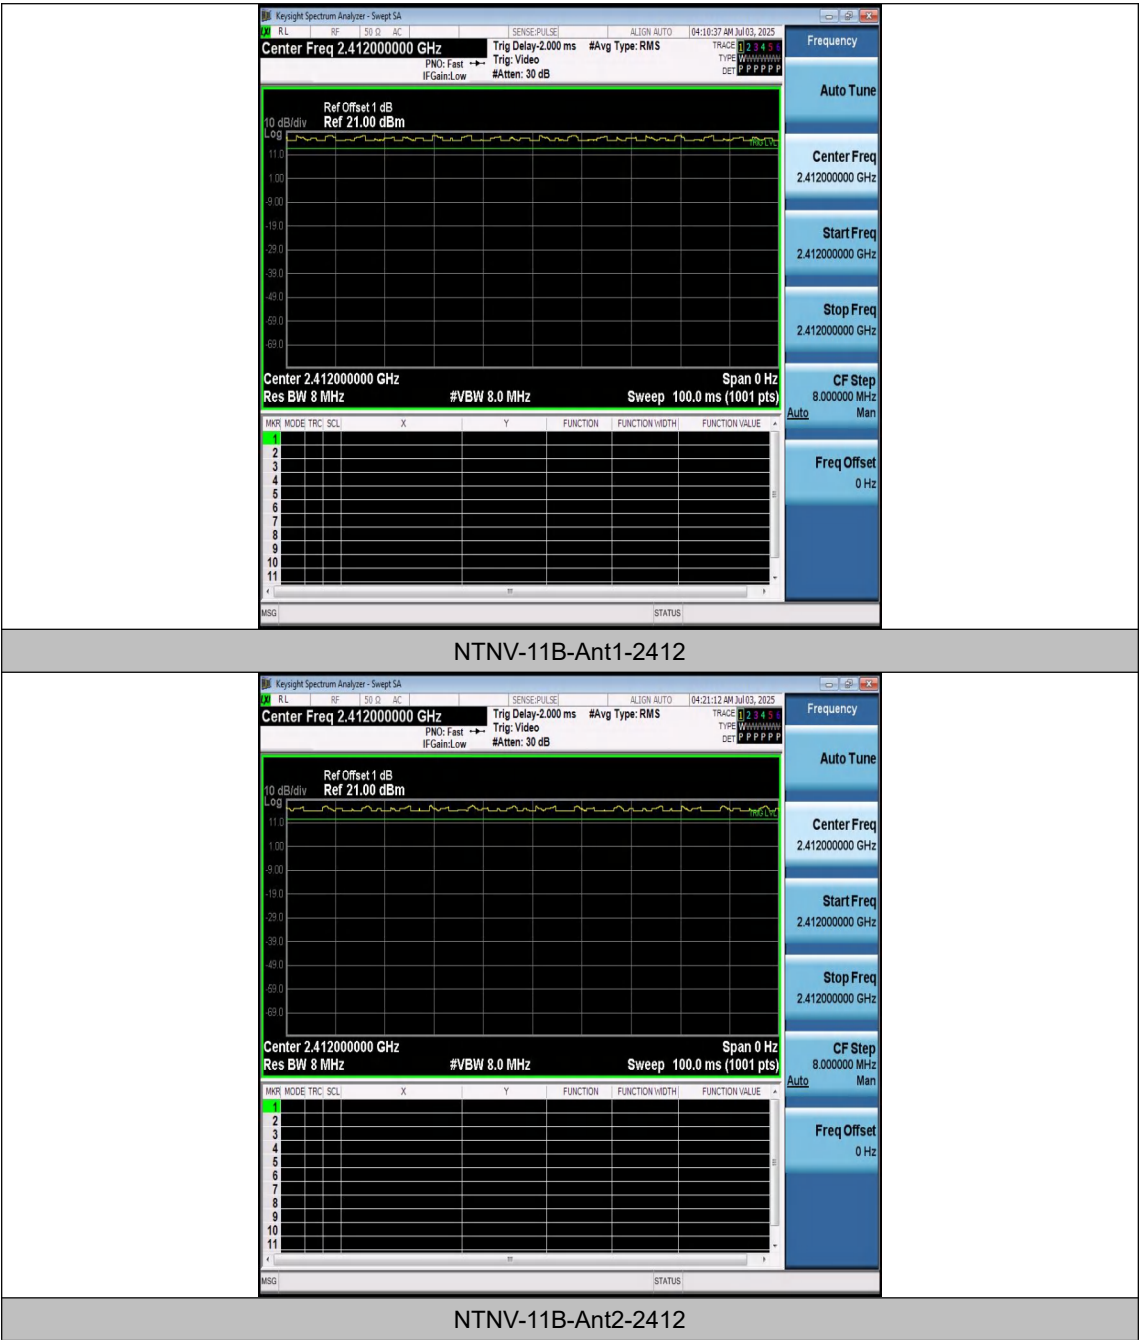 Keysight Spectrum Analyzer - Swept SA
RL RF 50 Ω AC SENSE:PULSE ALIGN AUTO 04:10:37 AM Jul 03, 2025
Center Freq 2.412000000 GHz Trig Delay-2.000 ms #Avg Type: RMS TRACE 1 2 3 4 5 6
PNO: Fast Trig: Video TYPE WWWWWW
IFGain:Low #Atten: 30 dB DET P P P P P P
Frequency
Auto Tune
Center Freq
2.412000000 GHz
Start Freq
2.412000000 GHz
Stop Freq
2.412000000 GHz
CF Step
8.000000 MHz
Auto Man
Freq Offset
0 Hz
Ref Offset 1 dB
10 dB/div Ref 21.00 dBm
Log
TRIG LVL
11.0
1.00
-9.00
-19.0
-29.0
-39.0
-49.0
-59.0
-69.0
Center 2.412000000 GHz Span 0 Hz
Res BW 8 MHz #VBW 8.0 MHz Sweep 100.0 ms (1001 pts)
MKR MODE TRC SCL X Y FUNCTION FUNCTION WIDTH FUNCTION VALUE
1
2
3
4
5
6
7
8
9
10
11
MSG STATUS
NTNV-11B-Ant1-2412
Keysight Spectrum Analyzer - Swept SA
RL RF 50 Ω AC SENSE:PULSE ALIGN AUTO 04:21:12 AM Jul 03, 2025
Center Freq 2.412000000 GHz Trig Delay-2.000 ms #Avg Type: RMS TRACE 1 2 3 4 5 6
PNO: Fast Trig: Video TYPE WWWWWW
IFGain:Low #Atten: 30 dB DET P P P P P P
Frequency
Auto Tune
Center Freq
2.412000000 GHz
Start Freq
2.412000000 GHz
Stop Freq
2.412000000 GHz
CF Step
8.000000 MHz
Auto Man
Freq Offset
0 Hz
Ref Offset 1 dB
10 dB/div Ref 21.00 dBm
Log
TRIG LVL
11.0
1.00
-9.00
-19.0
-29.0
-39.0
-49.0
-59.0
-69.0
Center 2.412000000 GHz Span 0 Hz
Res BW 8 MHz #VBW 8.0 MHz Sweep 100.0 ms (1001 pts)
MKR MODE TRC SCL X Y FUNCTION FUNCTION WIDTH FUNCTION VALUE
1
2
3
4
5
6
7
8
9
10
11
MSG STATUS
NTNV-11B-Ant2-2412